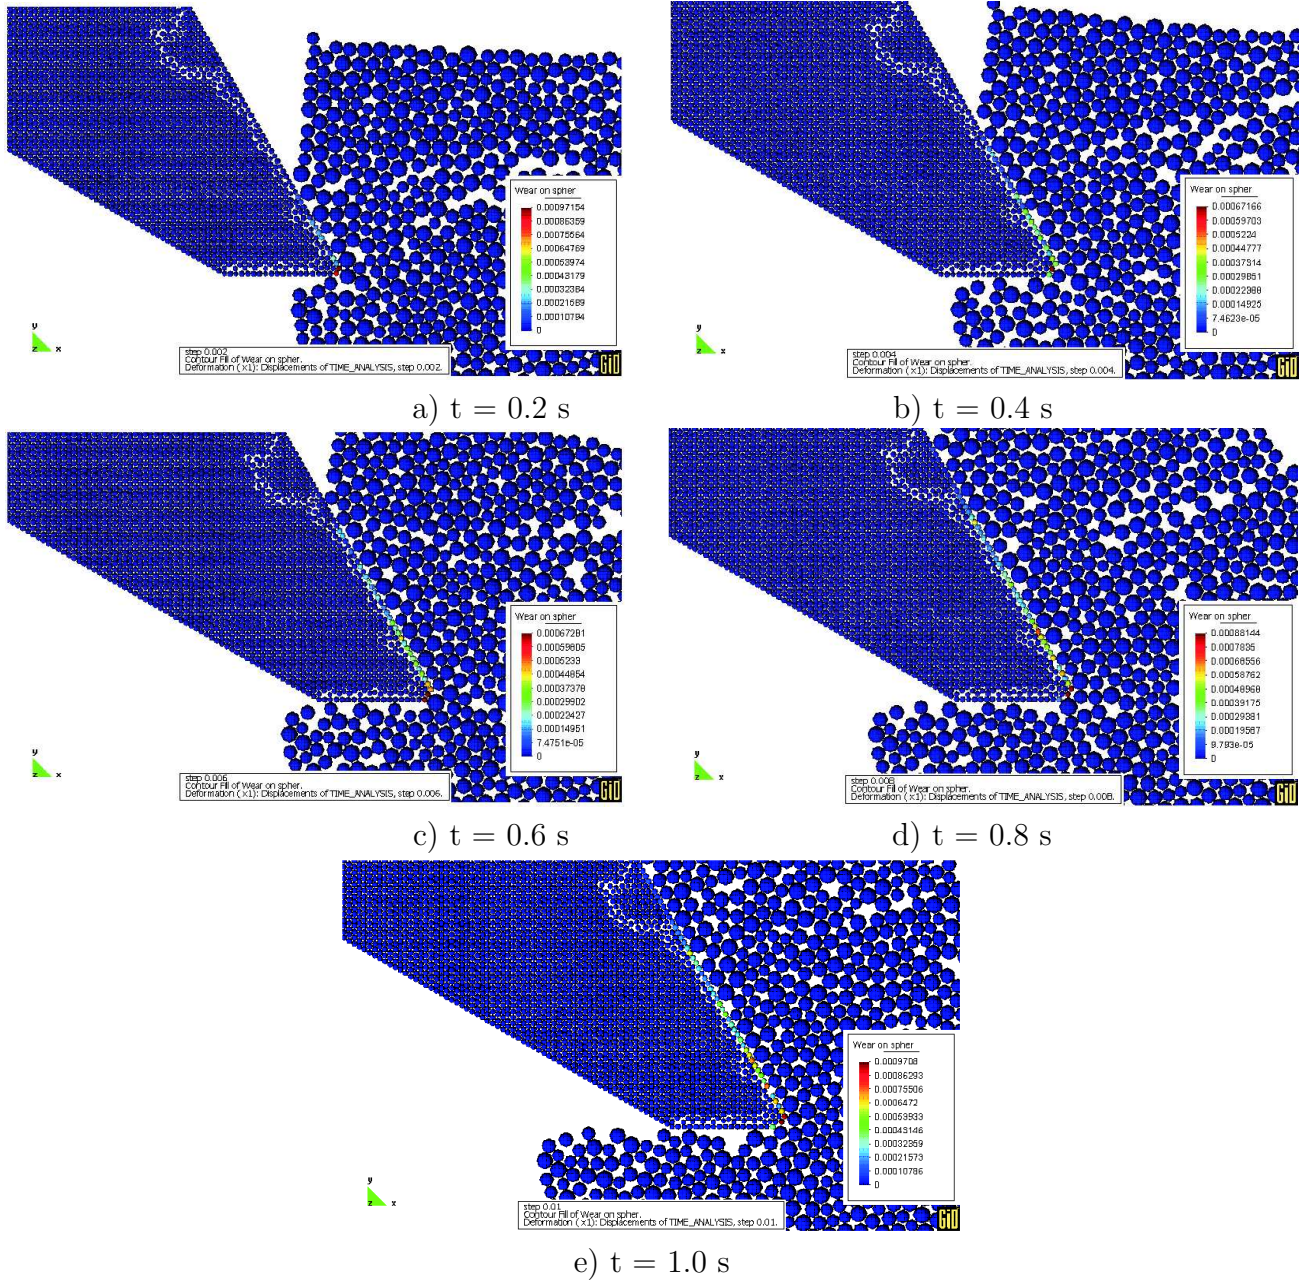 Wear on spher
0.00097154
0.00086359
0.00075564
0.00064769
0.00053974
0.00043179
0.00032384
0.00021589
0.00010794
0
y
z x
step 0.002
Contour Fill of Wear on spher.
Deformation (x1): Displacements of TIME_ANALYSIS, step 0.002.
GiD
a) t = 0.2 s
Wear on spher
0.00067166
0.00059703
0.0005224
0.00044777
0.00037314
0.00029851
0.00022388
0.00014925
7.4623e-05
0
y
z x
step 0.004
Contour Fill of Wear on spher.
Deformation (x1): Displacements of TIME_ANALYSIS, step 0.004.
GiD
b) t = 0.4 s
Wear on spher
0.00067281
0.00059805
0.0005233
0.00044854
0.00037378
0.00029902
0.00022427
0.00014951
7.4751e-05
0
y
z x
step 0.006
Contour Fill of Wear on spher.
Deformation (x1): Displacements of TIME_ANALYSIS, step 0.006.
GiD
c) t = 0.6 s
Wear on spher
0.00088144
0.0007835
0.00068556
0.00058762
0.00048968
0.00039175
0.00029381
0.00019587
9.793e-05
0
y
z x
step 0.008
Contour Fill of Wear on spher.
Deformation (x1): Displacements of TIME_ANALYSIS, step 0.008.
GiD
d) t = 0.8 s
Wear on spher
0.0009708
0.00086293
0.00075506
0.0006472
0.00053933
0.00043146
0.00032359
0.00021573
0.00010786
0
y
z x
step 0.01
Contour Fill of Wear on spher.
Deformation (x1): Displacements of TIME_ANALYSIS, step 0.01.
GiD
e) t = 1.0 s